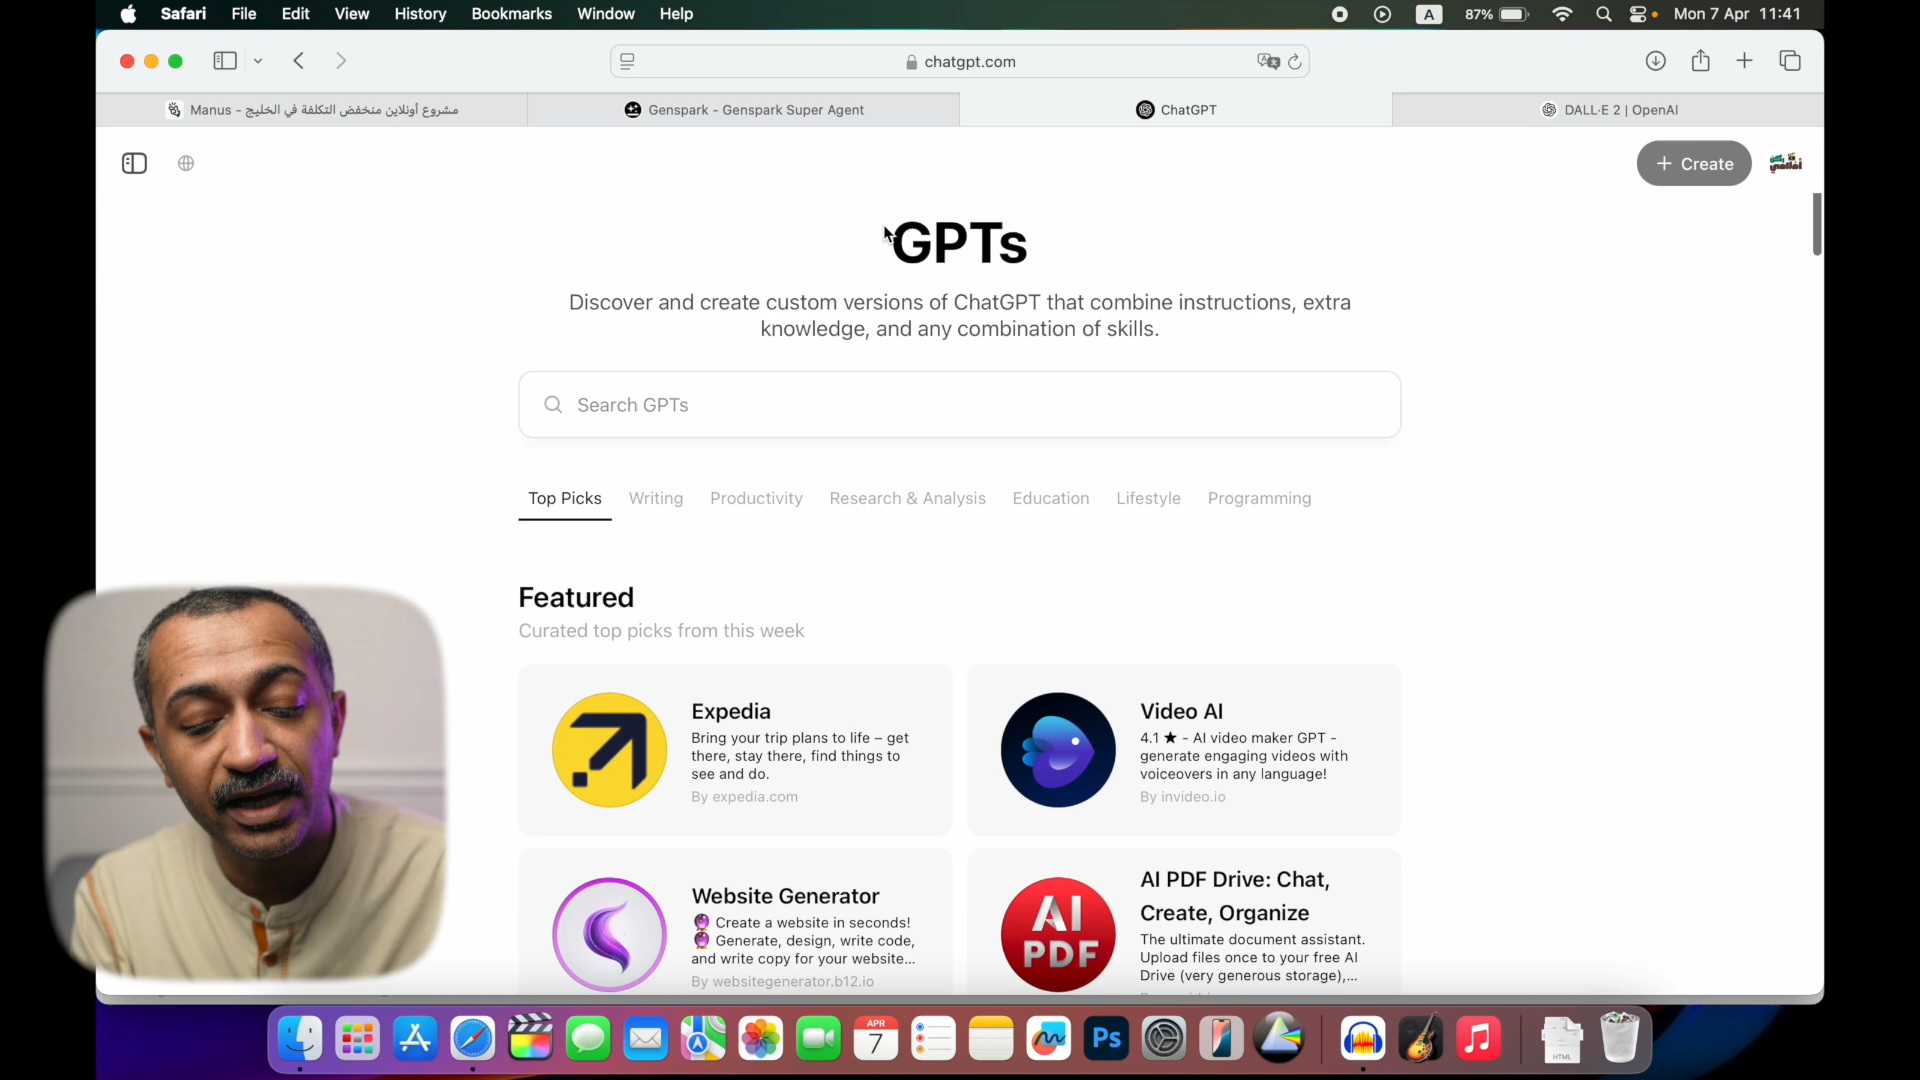 Safari File Edit View History Bookmarks Window Help
A 87% Mon 7 Apr 11:41
chatgpt.com
مشروع أونلاين منخفض التكلفة في الخليج - Manus
Genspark - Genspark Super Agent
ChatGPT
DALL·E 2 | OpenAI
+ Create
GPTs
Discover and create custom versions of ChatGPT that combine instructions, extra
knowledge, and any combination of skills.
Search GPTs
Top Picks Writing Productivity Research & Analysis Education Lifestyle Programming
Featured
Curated top picks from this week
Expedia
Bring your trip plans to life – get
there, stay there, find things to
see and do.
By expedia.com
Video AI
4.1 ★ - AI video maker GPT -
generate engaging videos with
voiceovers in any language!
By invideo.io
Website Generator
🔮 Create a website in seconds!
🔮 Generate, design, write code,
and write copy for your website...
By websitegenerator.b12.io
AI
PDF
AI PDF Drive: Chat,
Create, Organize
The ultimate document assistant.
Upload files once to your free AI
Drive (very generous storage),...
APR
7
Ps
HTML